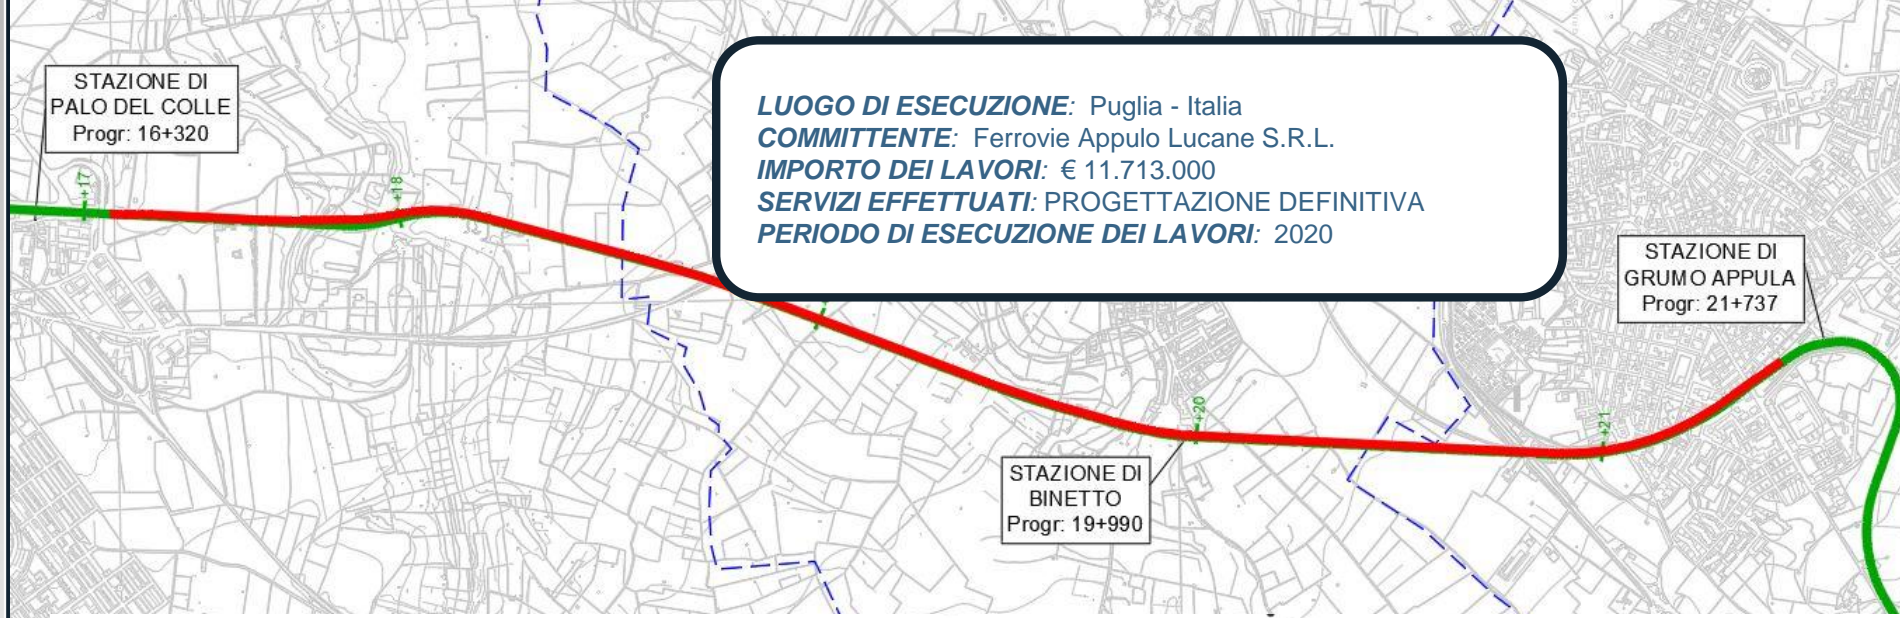 STAZIONE DI
PALO DEL COLLE
Progr: 16+320
+17
+18
LUOGO DI ESECUZIONE: Puglia - Italia
COMMITTENTE: Ferrovie Appulo Lucane S.R.L.
IMPORTO DEI LAVORI: € 11.713.000
SERVIZI EFFETTUATI: PROGETTAZIONE DEFINITIVA
PERIODO DI ESECUZIONE DEI LAVORI: 2020
STAZIONE DI
GRUMO APPULA
Progr: 21+737
+20
+21
STAZIONE DI
BINETTO
Progr: 19+990